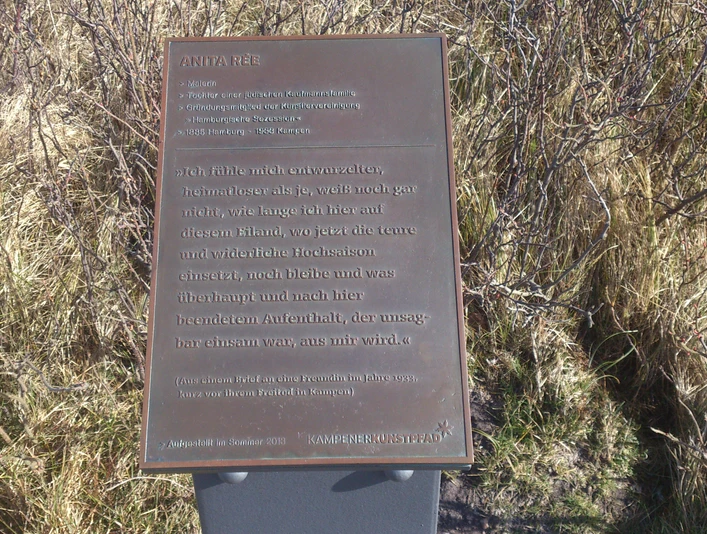 ANITA RÉE
> Malerin
> Tochter einer jüdischen Kaufmannsfamilie
> Gründungsmitglied der Künstlervereinigung
»Hamburgische Sezession«
> 1885 Hamburg - 1933 Kampen
»Ich fühle mich entwurzelter,
heimatloser als je, weiß noch gar
nicht, wie lange ich hier auf
diesem Eiland, wo jetzt die teure
und widerliche Hochsaison
einsetzt, noch bleibe und was
überhaupt und nach hier
beendetem Aufenthalt, der unsag-
bar einsam war, aus mir wird.«
(Aus einem Brief an eine Freundin im Jahre 1933,
kurz vor ihrem Freitod in Kampen)
> Aufgestellt im Sommer 2013 KAMPENERKUNSTPFAD